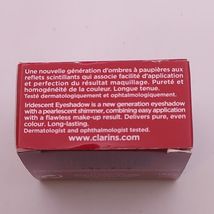 Une nouvelle génération d'ombres à paupières aux
reflets scintillants qui associe facilité d'application
et perfection du résultat maquillage. Pureté et
homogénéité de la couleur. Longue tenue.
Testé dermatologiquement et ophtalmologiquement.
Iridescent Eyeshadow is a new generation eyeshadow
with a pearlescent shimmer, combining easy application
with a flawless make-up result. Delivers pure, even
colour. Long-lasting.
Dermatologist and ophthalmologist tested.
www.clarins.com